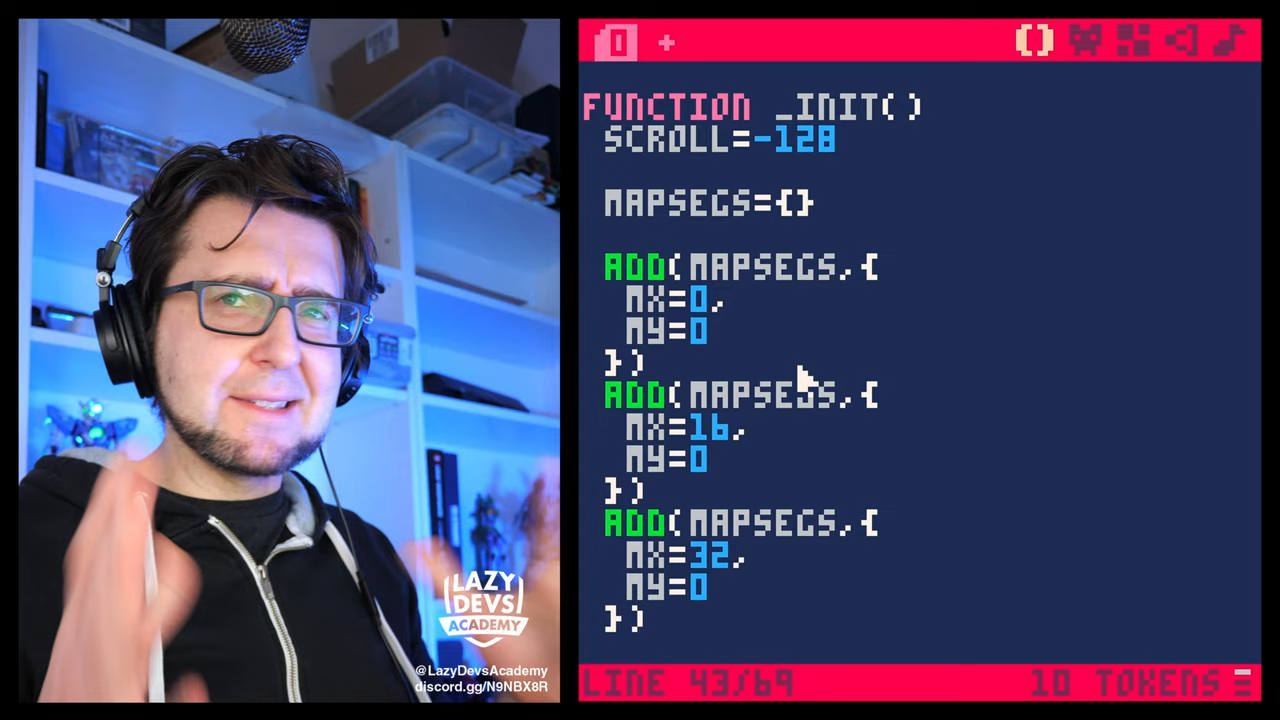 LAZY
DEVS
ACADEMY
@LazyDevsAcademy
discord.gg/N9NBX8R
0 +
FUNCTION _INIT()
SCROLL=-128
MAPSEGS={}
ADD(MAPSEGS,{
MX=0,
MY=0
})
ADD(MAPSEGS,{
MX=16,
MY=0
})
ADD(MAPSEGS,{
MX=32,
MY=0
})
LINE 43/69
10 TOKENS